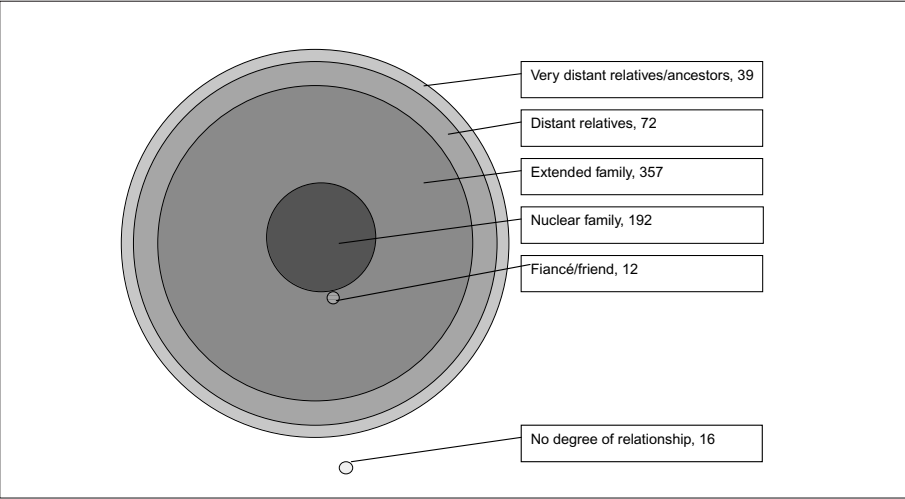 Very distant relatives/ancestors, 39
Distant relatives, 72
Extended family, 357
Nuclear family, 192
Fiancé/friend, 12
No degree of relationship, 16